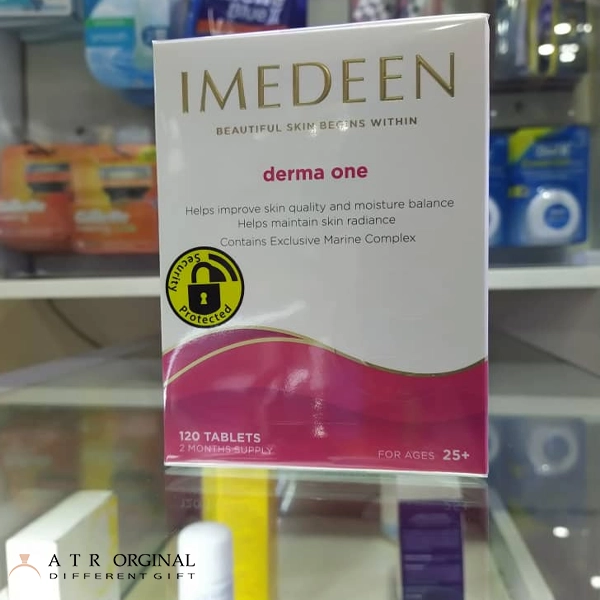 IMEDEEN
BEAUTIFUL SKIN BEGINS WITHIN
derma one
Helps improve skin quality and moisture balance
Helps maintain skin radiance
Contains Exclusive Marine Complex
Security
Protected
120 TABLETS
2 MONTHS SUPPLY
FOR AGES 25+
A T R ORGINAL
DIFFERENT GIFT